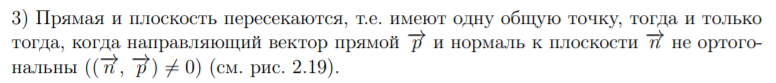 3) Прямая и плоскость пересекаются, т.е. имеют одну общую точку, тогда и только
тогда, когда направляющий вектор прямой p⃗ и нормаль к плоскости n⃗ не ортого-
нальны ((n⃗, p⃗) ≠ 0) (см. рис. 2.19).